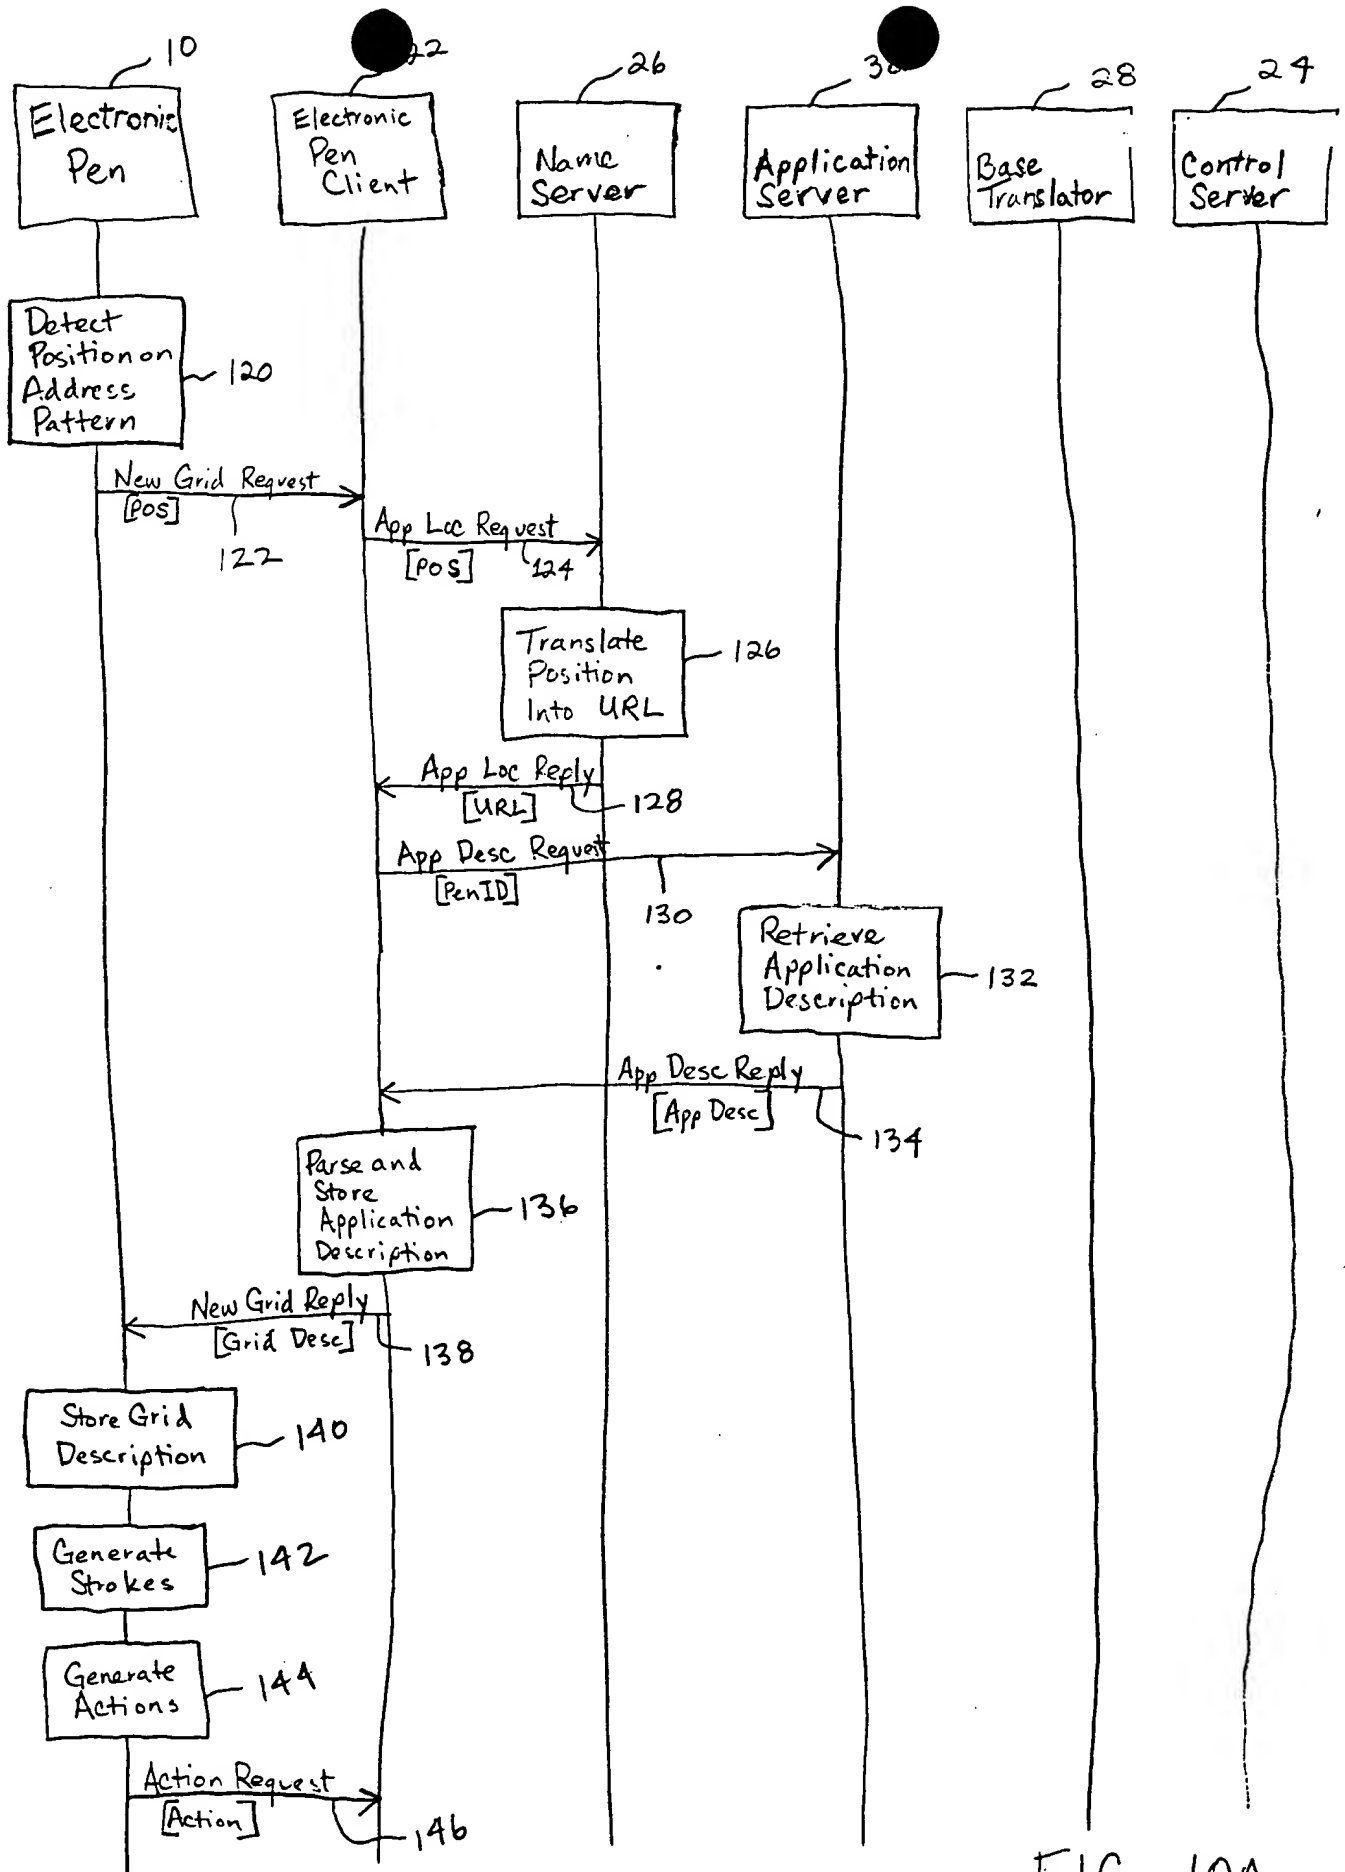 10
22
26
30
28
24
Electronic
Pen
Electronic
Pen
Client
Name
Server
Application
Server
Base
Translator
Control
Server
Detect
Position on
Address
Pattern
120
New Grid Request
[POS]
122
App Loc Request
[POS]
124
Translate
Position
Into URL
126
App Loc Reply
[URL]
128
App Desc Request
[PenID]
130
Retrieve
Application
Description
132
App Desc Reply
[App Desc]
134
Parse and
Store
Application
Description
136
New Grid Reply
[Grid Desc]
138
Store Grid
Description
140
Generate
Strokes
142
Generate
Actions
144
Action Request
[Action]
146
FIG. 10A